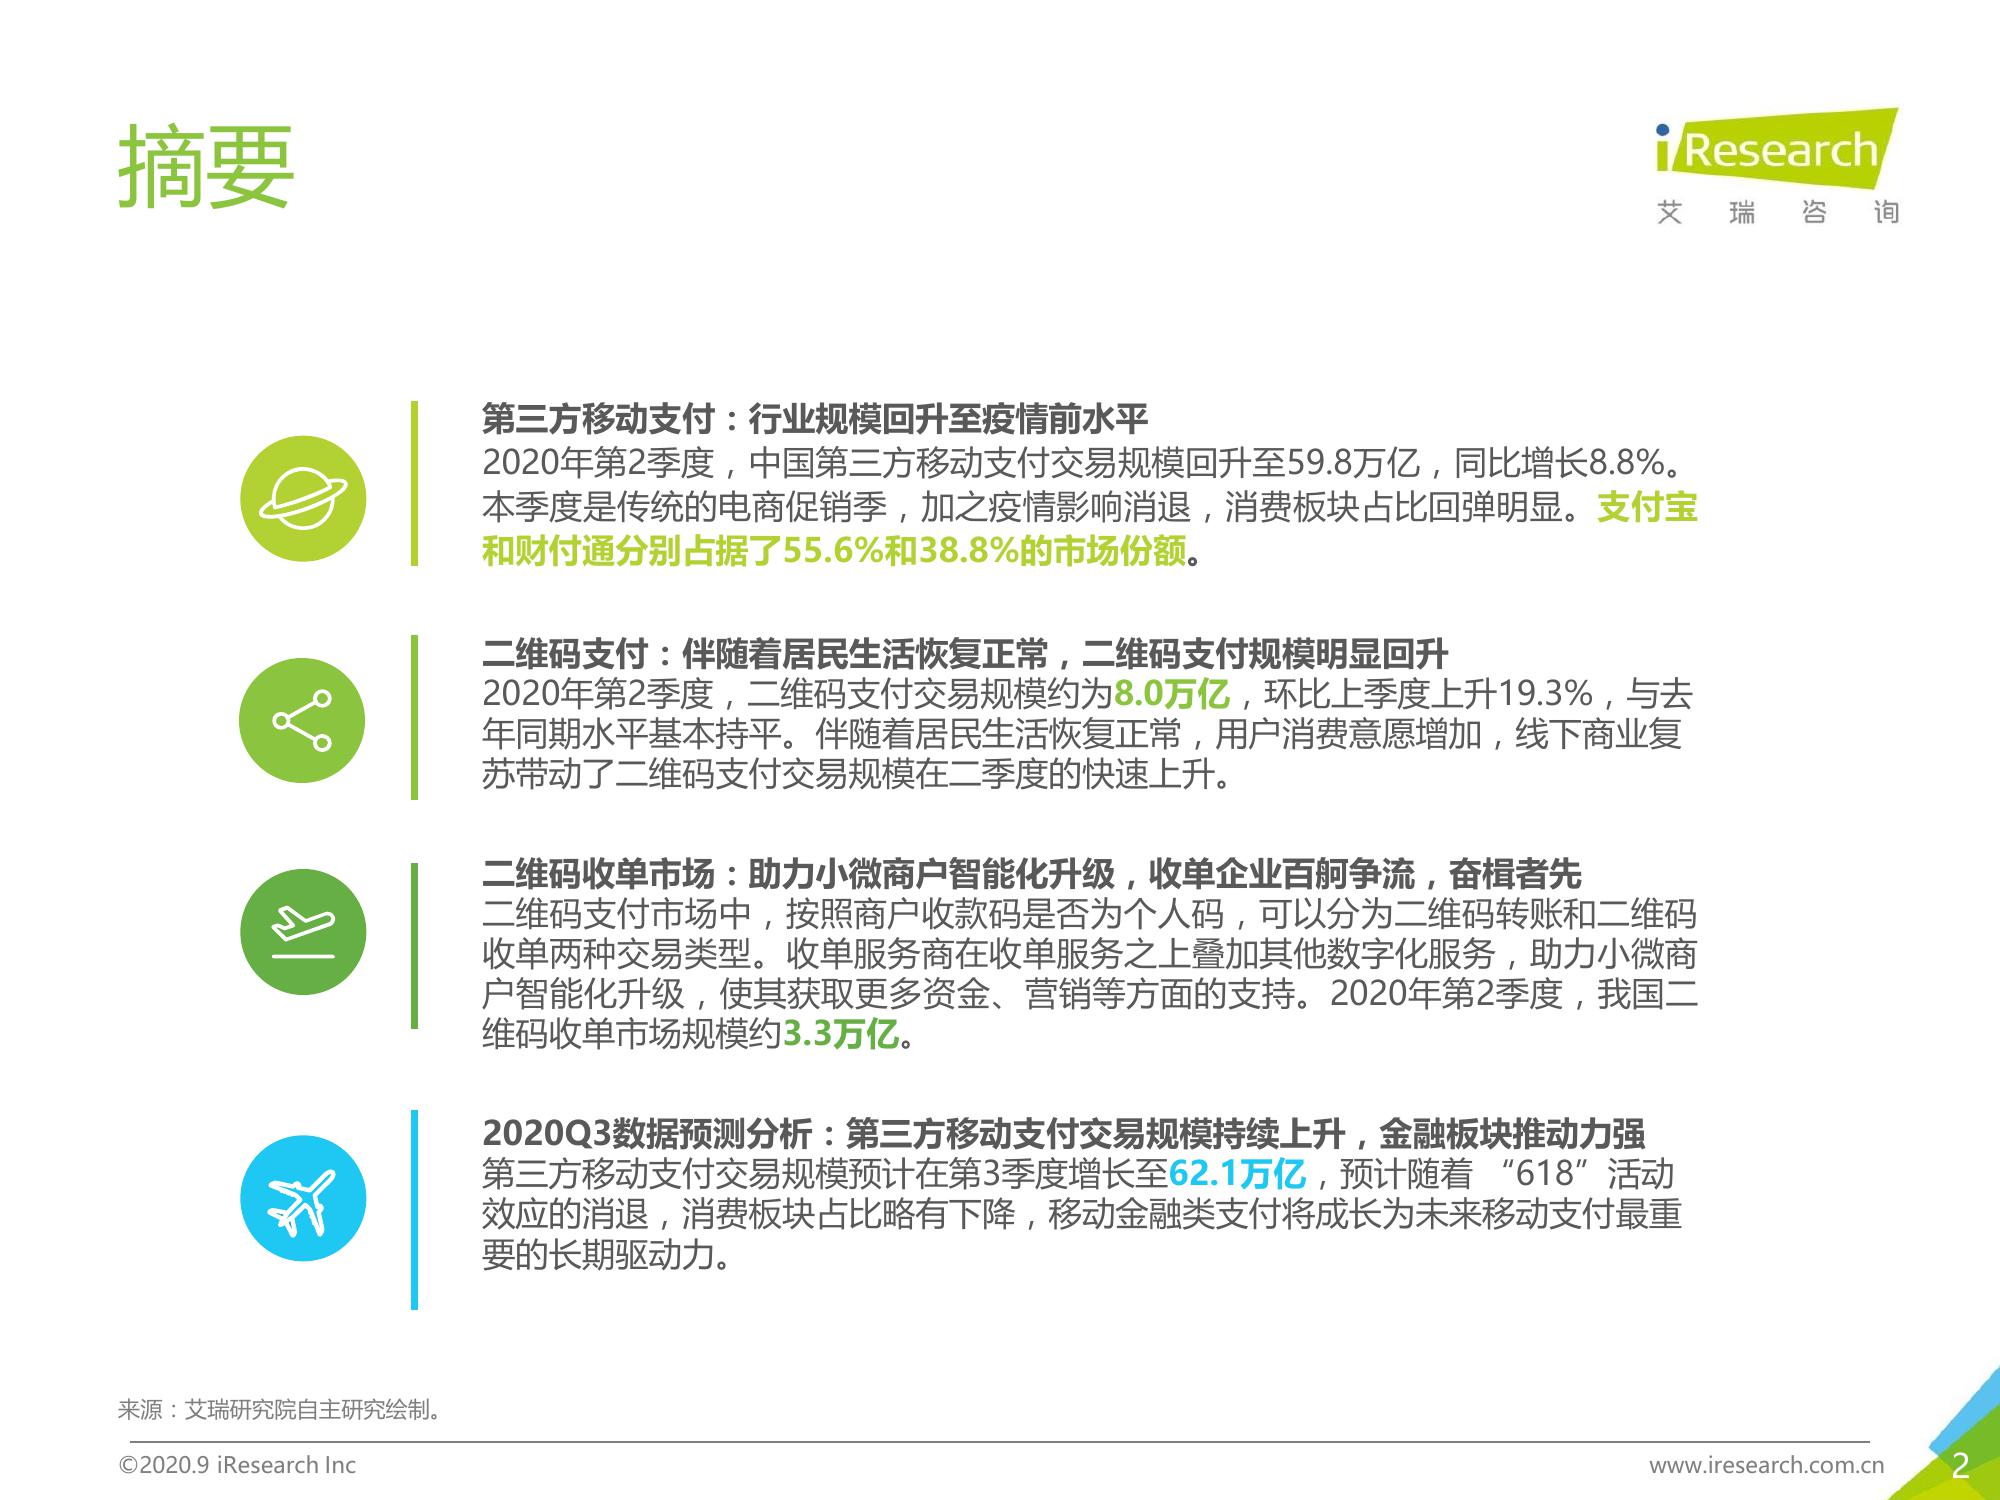 摘要
iResearch
艾瑞咨询
第三方移动支付：行业规模回升至疫情前水平
2020年第2季度，中国第三方移动支付交易规模回升至59.8万亿，同比增长8.8%。
本季度是传统的电商促销季，加之疫情影响消退，消费板块占比回弹明显。支付宝
和财付通分别占据了55.6%和38.8%的市场份额。
二维码支付：伴随着居民生活恢复正常，二维码支付规模明显回升
2020年第2季度，二维码支付交易规模约为8.0万亿，环比上季度上升19.3%，与去
年同期水平基本持平。伴随着居民生活恢复正常，用户消费意愿增加，线下商业复
苏带动了二维码支付交易规模在二季度的快速上升。
二维码收单市场：助力小微商户智能化升级，收单企业百舸争流，奋楫者先
二维码支付市场中，按照商户收款码是否为个人码，可以分为二维码转账和二维码
收单两种交易类型。收单服务商在收单服务之上叠加其他数字化服务，助力小微商
户智能化升级，使其获取更多资金、营销等方面的支持。2020年第2季度，我国二
维码收单市场规模约3.3万亿。
2020Q3数据预测分析：第三方移动支付交易规模持续上升，金融板块推动力强
第三方移动支付交易规模预计在第3季度增长至62.1万亿，预计随着 “618”活动
效应的消退，消费板块占比略有下降，移动金融类支付将成长为未来移动支付最重
要的长期驱动力。
来源：艾瑞研究院自主研究绘制。
©2020.9 iResearch Inc
www.iresearch.com.cn
2